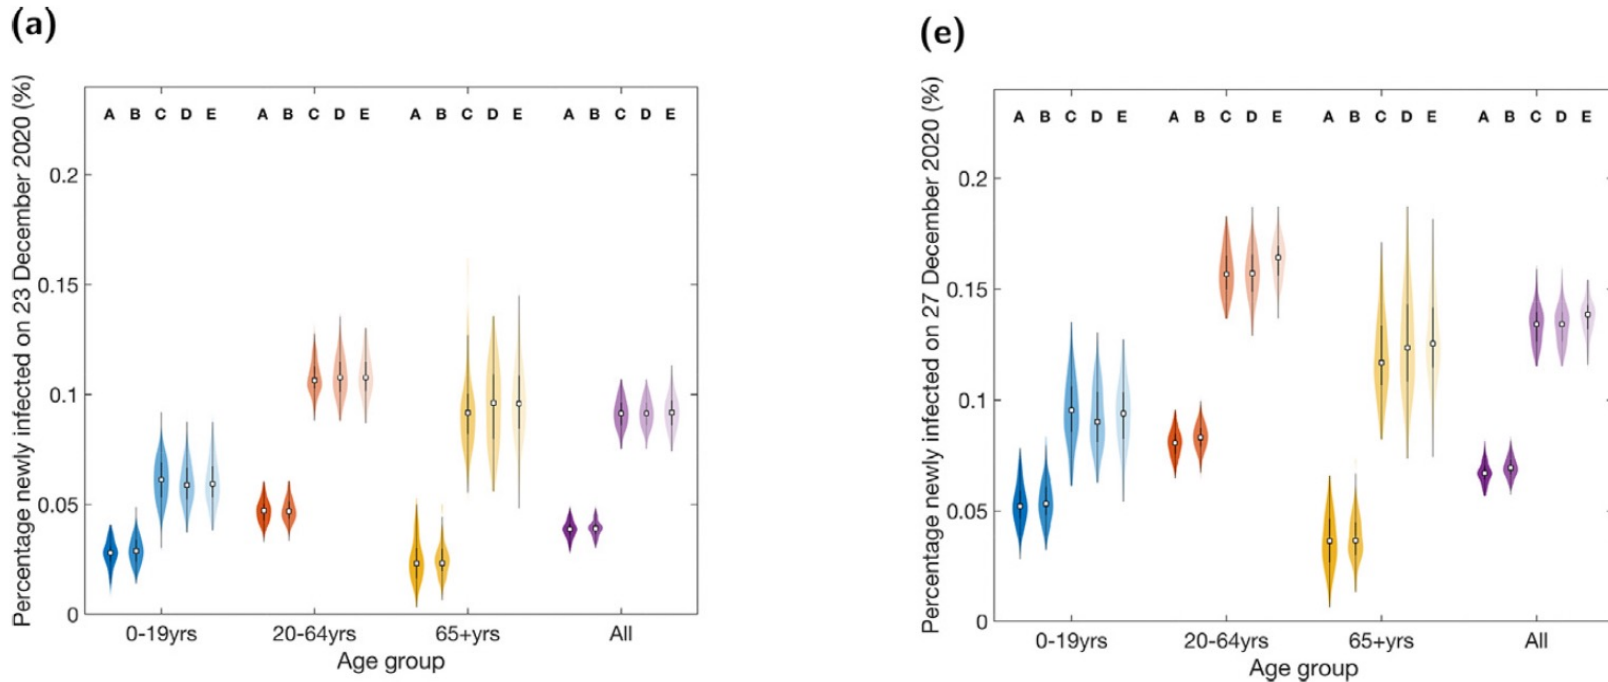 (a)
Percentage newly infected on 23 December 2020 (%)
A B C D E A B C D E A B C D E A B C D E
0.2
0.15
0.1
0.05
0
0-19yrs 20-64yrs 65+yrs All
Age group
(e)
Percentage newly infected on 27 December 2020 (%)
A B C D E A B C D E A B C D E A B C D E
0.2
0.15
0.1
0.05
0
0-19yrs 20-64yrs 65+yrs All
Age group